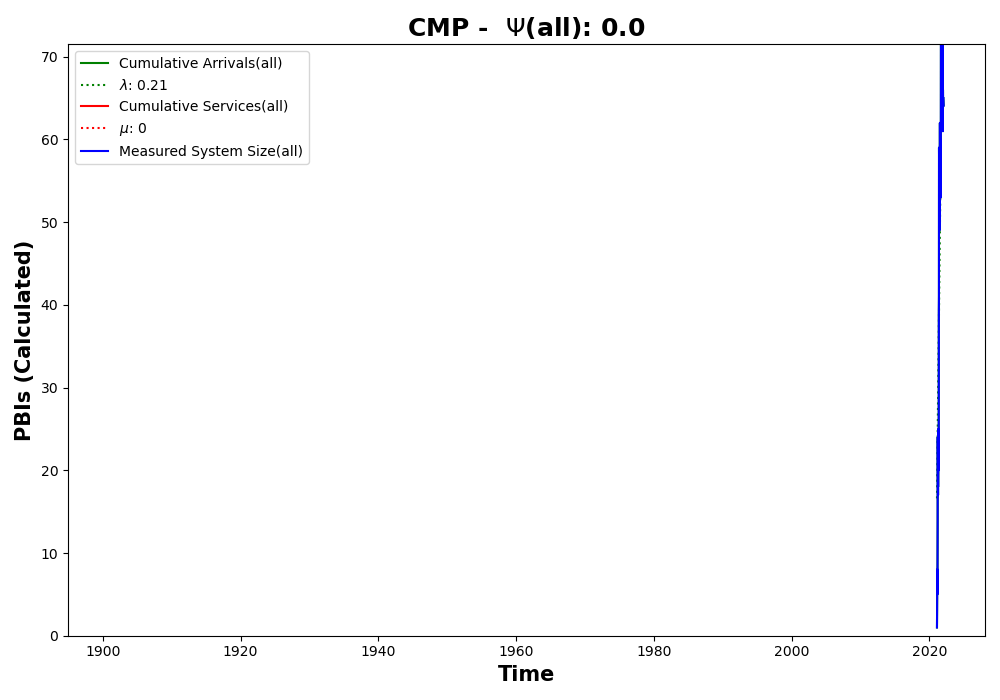 CMP - Ψ(all): 0.0
70
60
50
40
30
20
10
0
PBIs (Calculated)
Cumulative Arrivals(all)
λ: 0.21
Cumulative Services(all)
μ: 0
Measured System Size(all)
1900 1920 1940 1960 1980 2000 2020
Time